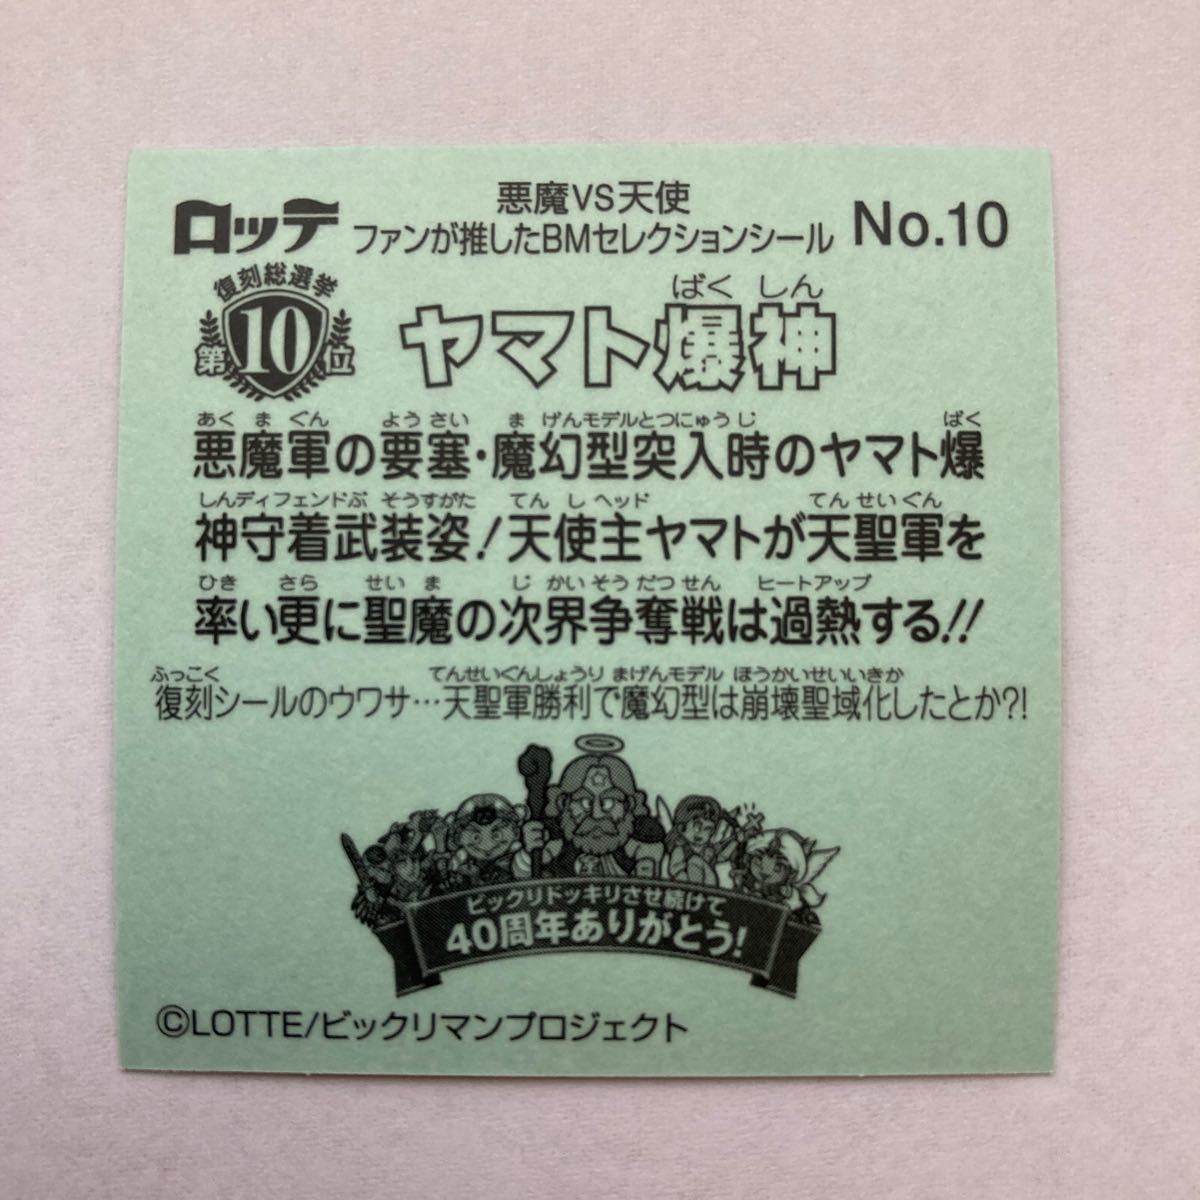 ロッテ
悪魔VS天使
ファンが推したBMセレクションシール
No.10
復刻総選挙
第10位
ばくしん
ヤマト爆神
あくまぐん ようさい まげんモデルとつにゅうじ ばく
悪魔軍の要塞・魔幻型突入時のヤマト爆
しんディフェンドぶそうすがた てんしヘッド てんせいぐん
神守着武装姿!天使主ヤマトが天聖軍を
ひき さら せいま じかいそうだつせん ヒートアップ
率い更に聖魔の次界争奪戦は過熱する!!
ふっこく てんせいぐんしょうり まげんモデル ほうかいせいいきか
復刻シールのウワサ…天聖軍勝利で魔幻型は崩壊聖域化したとか?!
ビックリドッキリさせ続けて
40周年ありがとう!
©LOTTE/ビックリマンプロジェクト